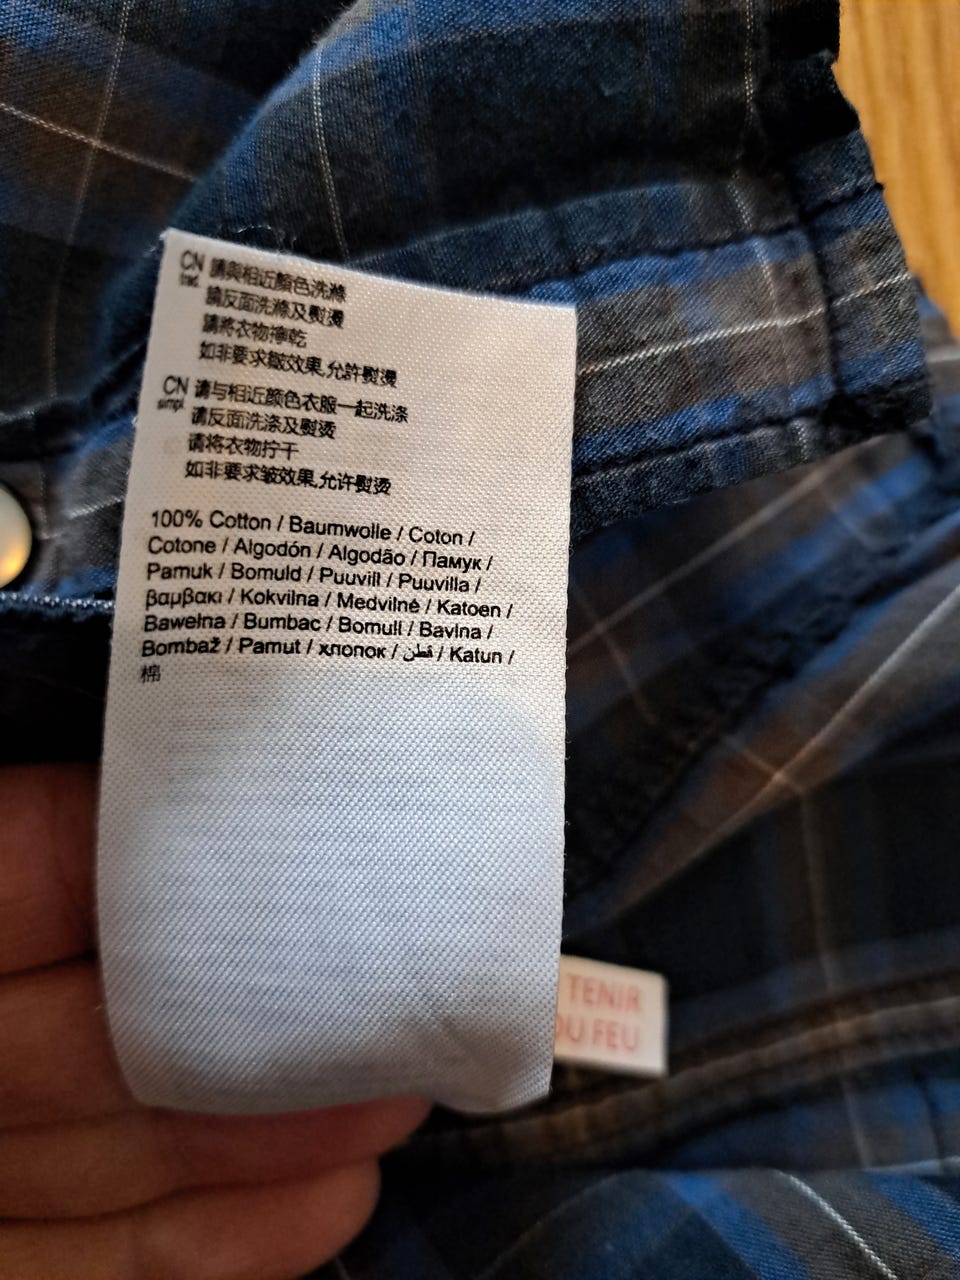 CN 請與相近顏色洗滌
trad. 請反面洗滌及熨燙
請將衣物擰乾
如非要求皺效果,允許熨燙
CN 请与相近颜色衣服一起洗涤
simpl. 请反面洗涤及熨烫
请将衣物拧干
如非要求皱效果,允许熨烫
100% Cotton / Baumwolle / Coton /
Cotone / Algodón / Algodão / Памук /
Pamuk / Bomuld / Puuvill / Puuvilla /
βαμβακι / Kokvilna / Medvilnė / Katoen /
Bawełna / Bumbac / Bomull / Bavlna /
Bombaž / Pamut / хлопок / قطن / Katun /
棉
TENIR
DU FEU